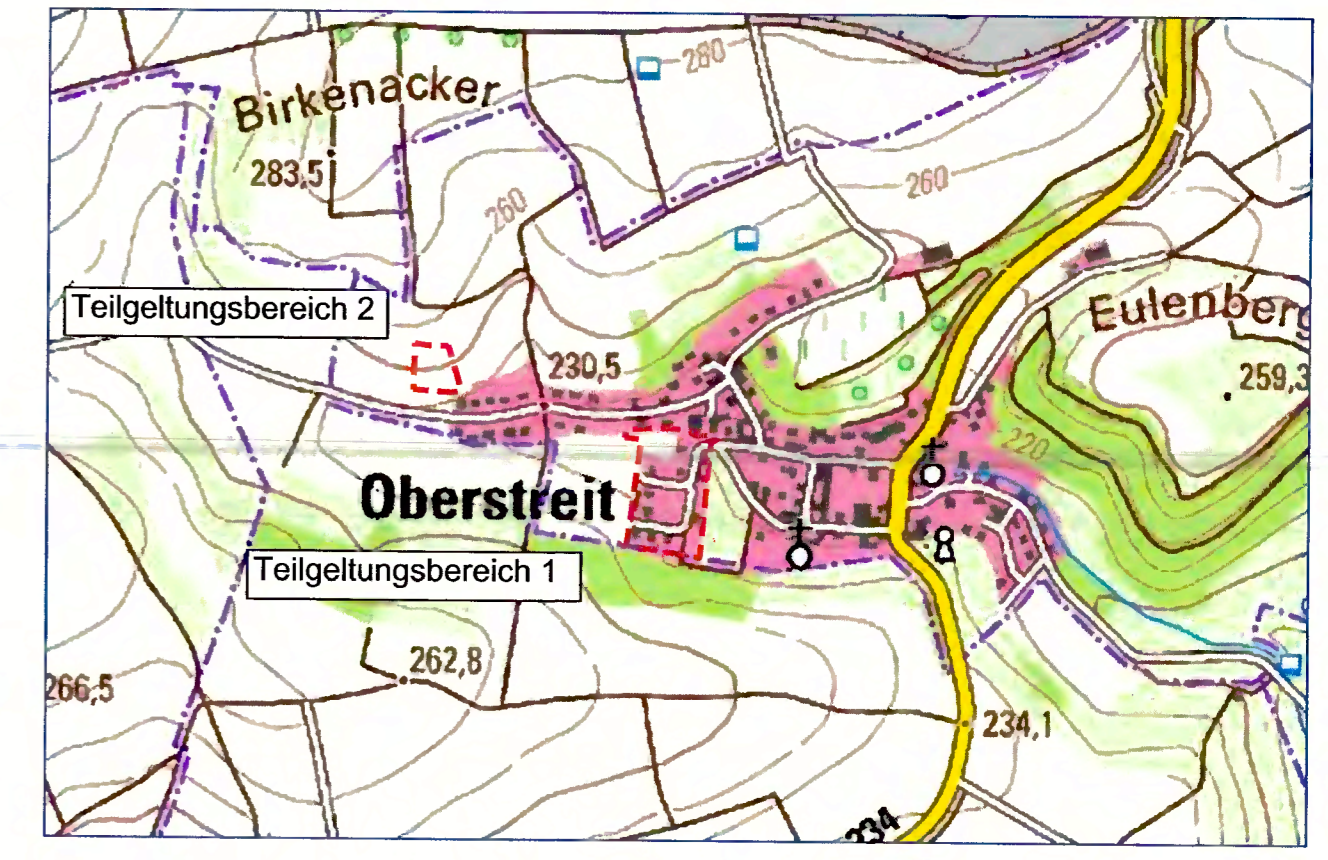 280
Birkenacker
283,5
260
260
Teilgeltungsbereich 2
Eulenberg
230,5
259,3
220
Oberstreit
Teilgeltungsbereich 1
262,8
266,5
234,1
234